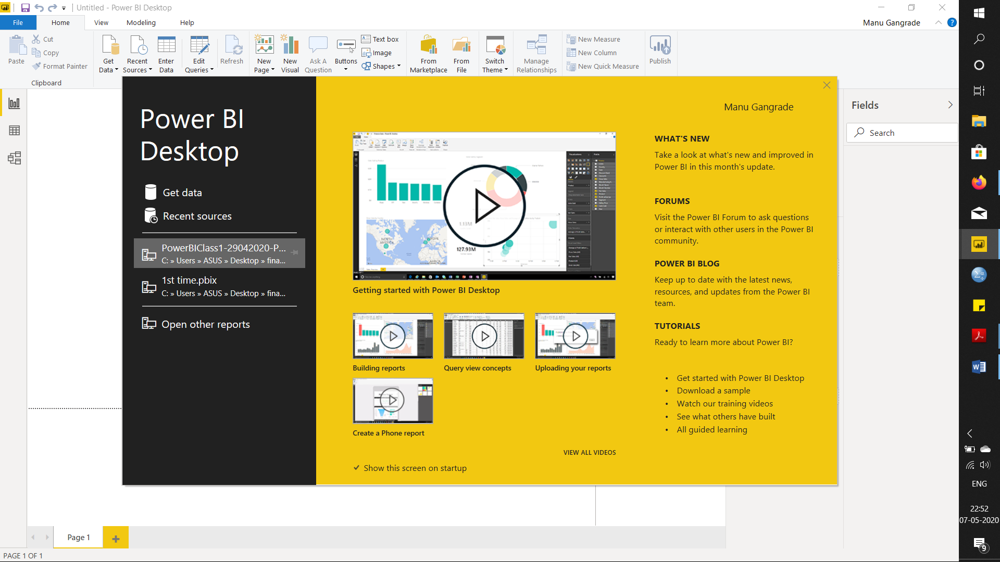 Untitled - Power BI Desktop
File Home View Modeling Help Manu Gangrade
Paste
Cut
Copy
Format Painter
Clipboard
Get Data
Recent Sources
Enter Data
Edit Queries
Refresh
New Page
New Visual
Ask A Question
Buttons
Text box
Image
Shapes
From Marketplace
From File
Switch Theme
Manage Relationships
New Measure
New Column
New Quick Measure
Publish
Power BI
Desktop
Get data
Recent sources
PowerBIClass1-29042020-P...
C: » Users » ASUS » Desktop » fina...
1st time.pbix
C: » Users » ASUS » Desktop » fina...
Open other reports
Manu Gangrade
1.13M
127.93M
NORTH AMERICA
Getting started with Power BI Desktop
Building reports
Query view concepts
Uploading your reports
Create a Phone report
VIEW ALL VIDEOS
Show this screen on startup
WHAT'S NEW
Take a look at what's new and improved in
Power BI in this month's update.
FORUMS
Visit the Power BI Forum to ask questions
or interact with other users in the Power BI
community.
POWER BI BLOG
Keep up to date with the latest news,
resources, and updates from the Power BI
team.
TUTORIALS
Ready to learn more about Power BI?
• Get started with Power BI Desktop
• Download a sample
• Watch our training videos
• See what others have built
• All guided learning
Fields
Search
Page 1
PAGE 1 OF 1
ENG
22:52
07-05-2020
9